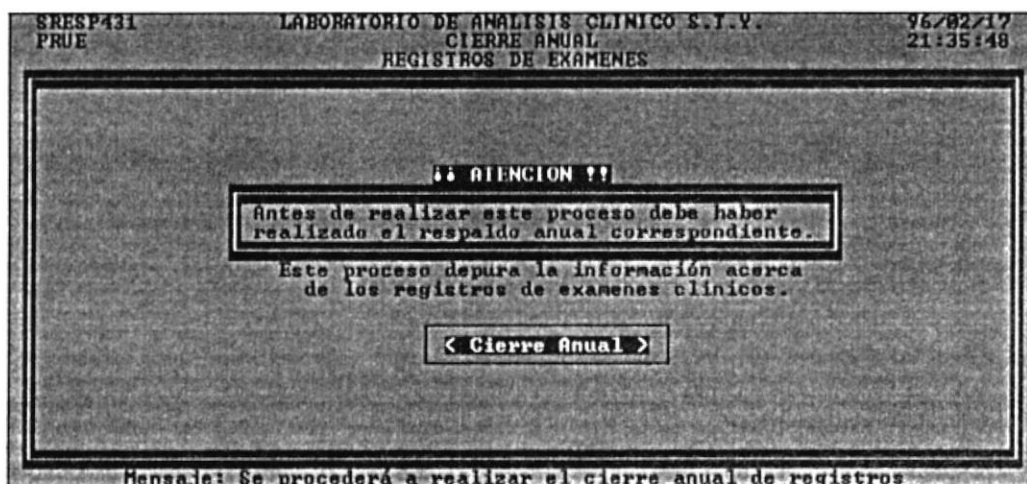 SRESP431 LABORATORIO DE ANALISIS CLINICO S.T.Y. 96/02/17
PRUE CIERRE ANUAL 21:35:48
REGISTROS DE EXAMENES
¡¡ ATENCION !!
Antes de realizar este proceso debe haber
realizado el respaldo anual correspondiente.
Este proceso depura la información acerca
de los registros de examenes clínicos.
< Cierre Anual >
Mensaje: Se procederá a realizar el cierre anual de registros